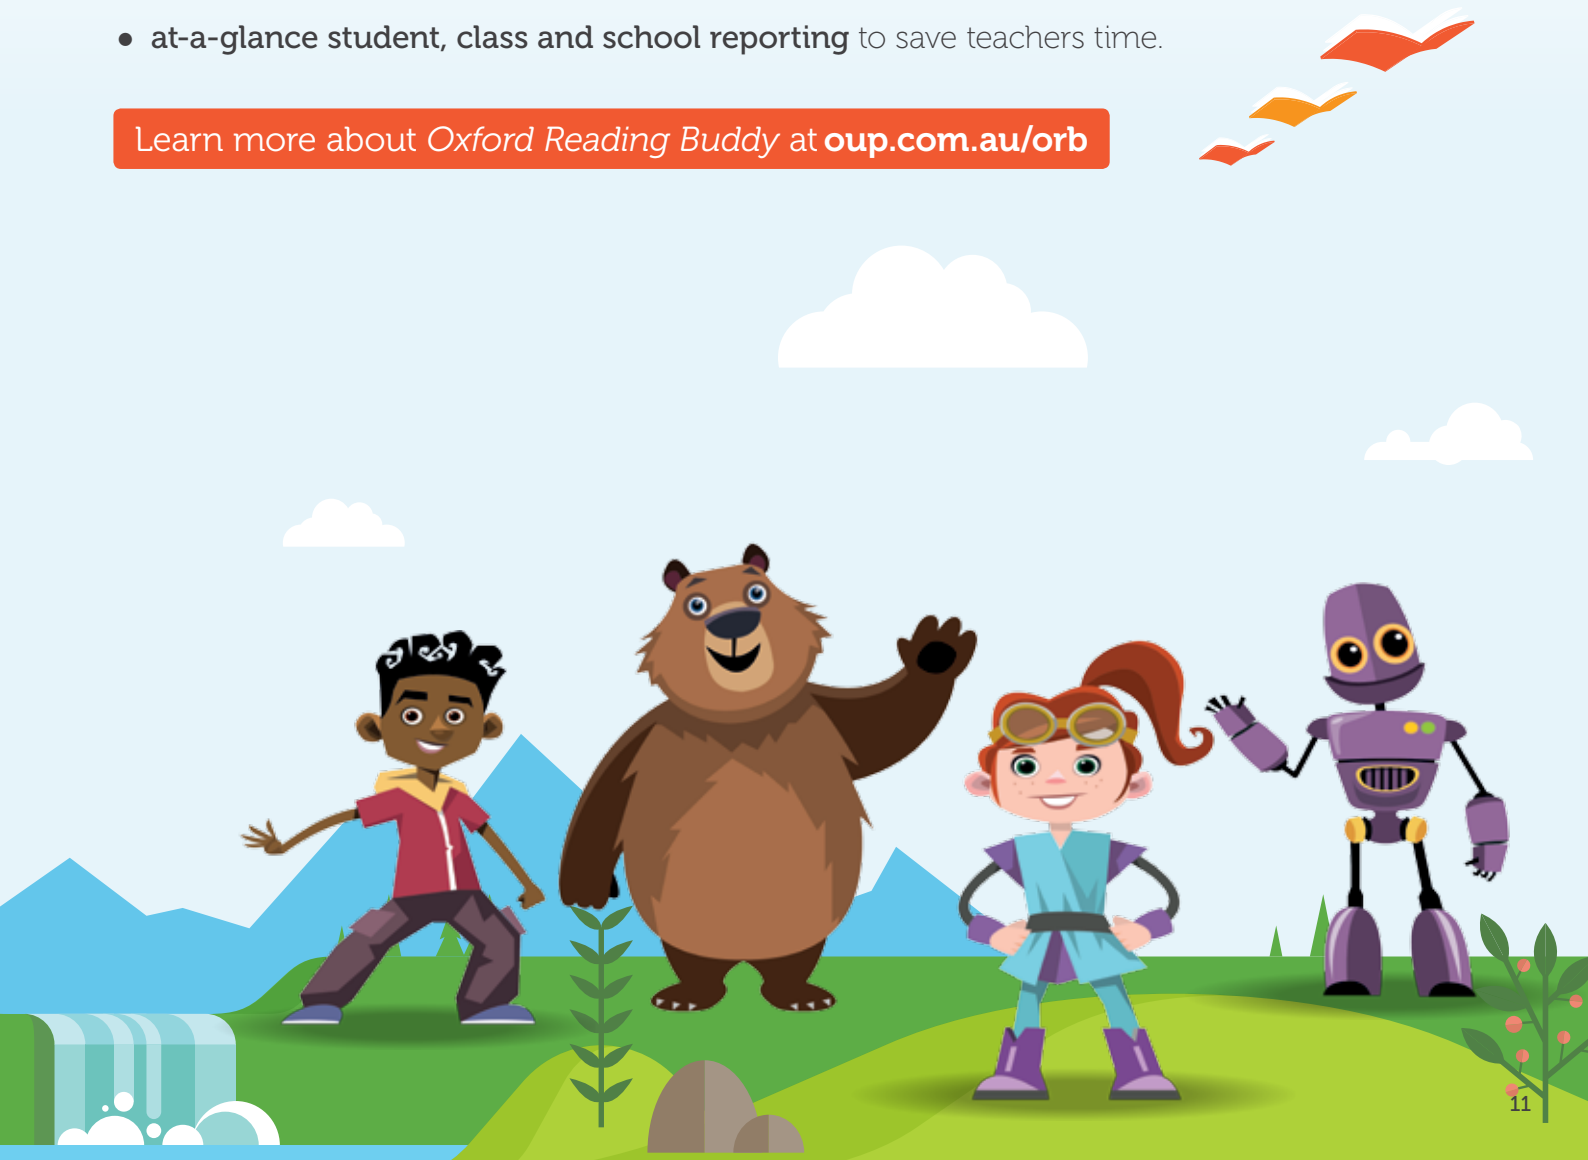 • at-a-glance student, class and school reporting to save teachers time.
Learn more about Oxford Reading Buddy at oup.com.au/orb
11